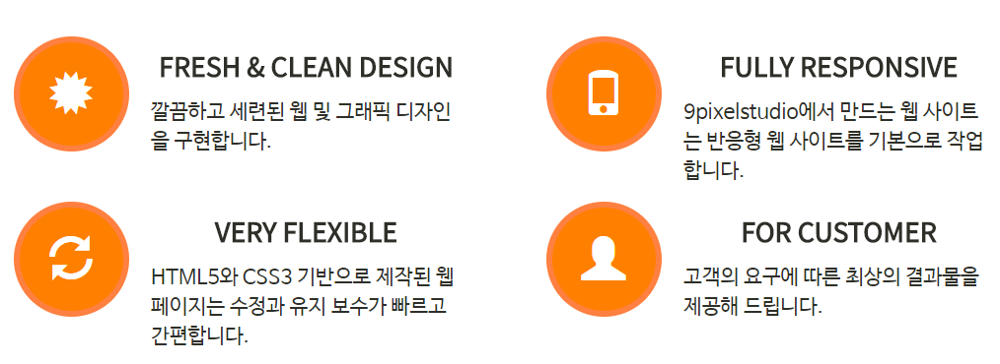 FRESH & CLEAN DESIGN
깔끔하고 세련된 웹 및 그래픽 디자인
을 구현합니다.
FULLY RESPONSIVE
9pixelstudio에서 만드는 웹 사이트
는 반응형 웹 사이트를 기본으로 작업
합니다.
VERY FLEXIBLE
HTML5와 CSS3 기반으로 제작된 웹
페이지는 수정과 유지 보수가 빠르고
간편합니다.
FOR CUSTOMER
고객의 요구에 따른 최상의 결과물을
제공해 드립니다.